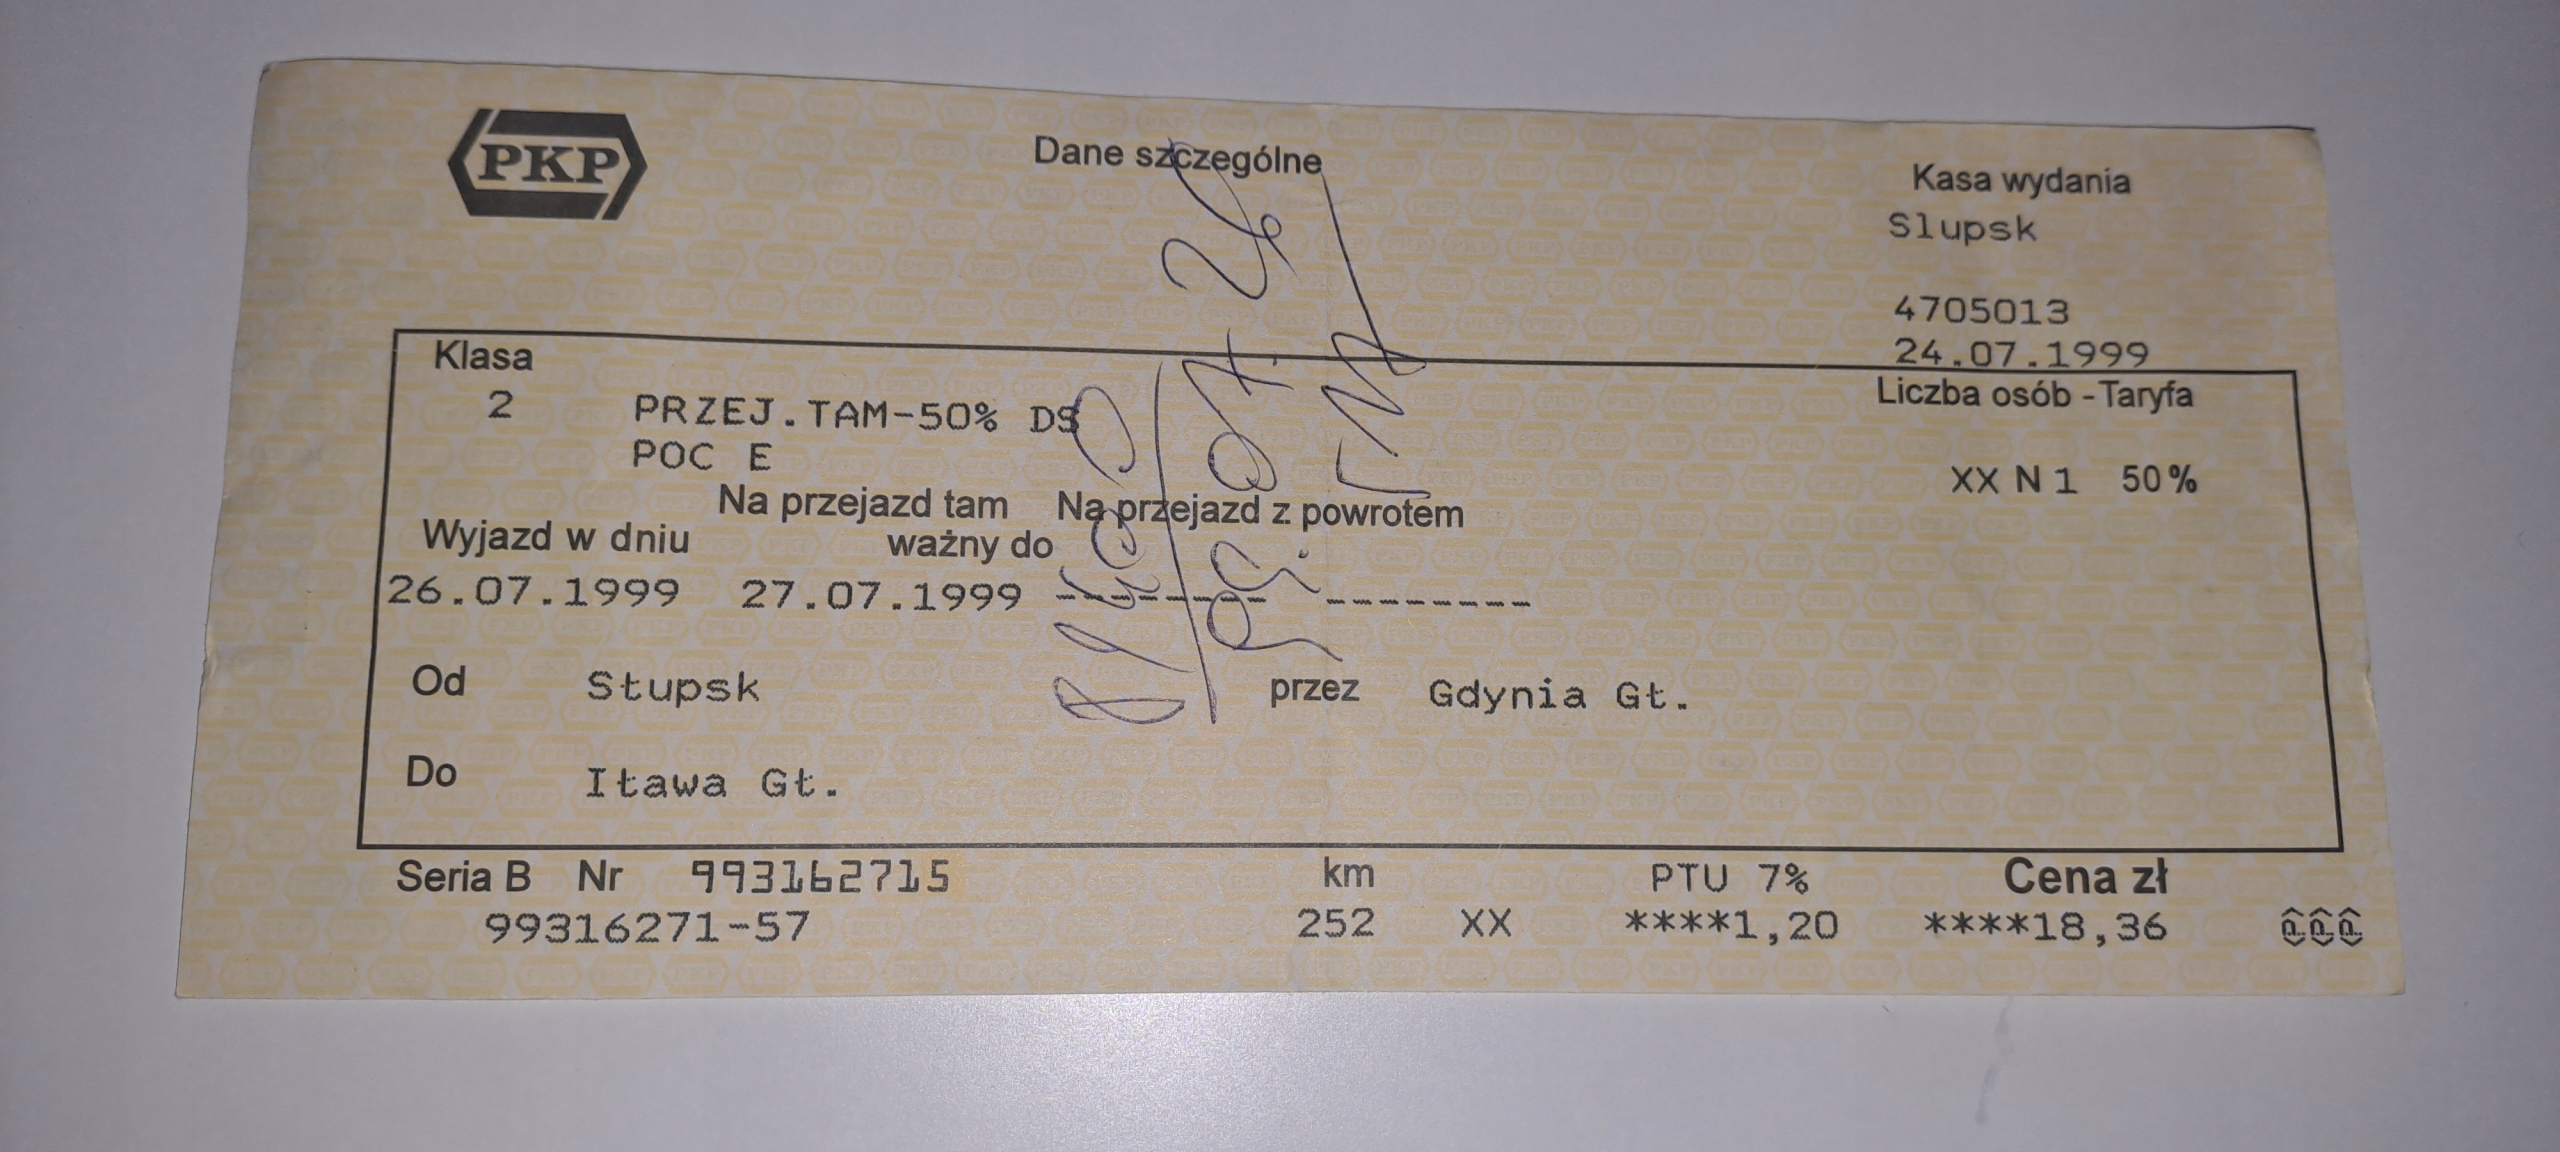 PKP
Dane szczególne
Kasa wydania
Slupsk
4705013
24.07.1999
Klasa
2
PRZEJ.TAM-50% DS
POC E
Liczba osób - Taryfa
XX N 1 50%
Na przejazd tam Na przejazd z powrotem
Wyjazd w dniu ważny do
26.07.1999 27.07.1999 -------- --------
Od Słupsk przez Gdynia Gł.
Do Iława Gł.
Seria B Nr 993162715 km PTU 7% Cena zł
99316271-57 252 XX ****1,20 ****18,36